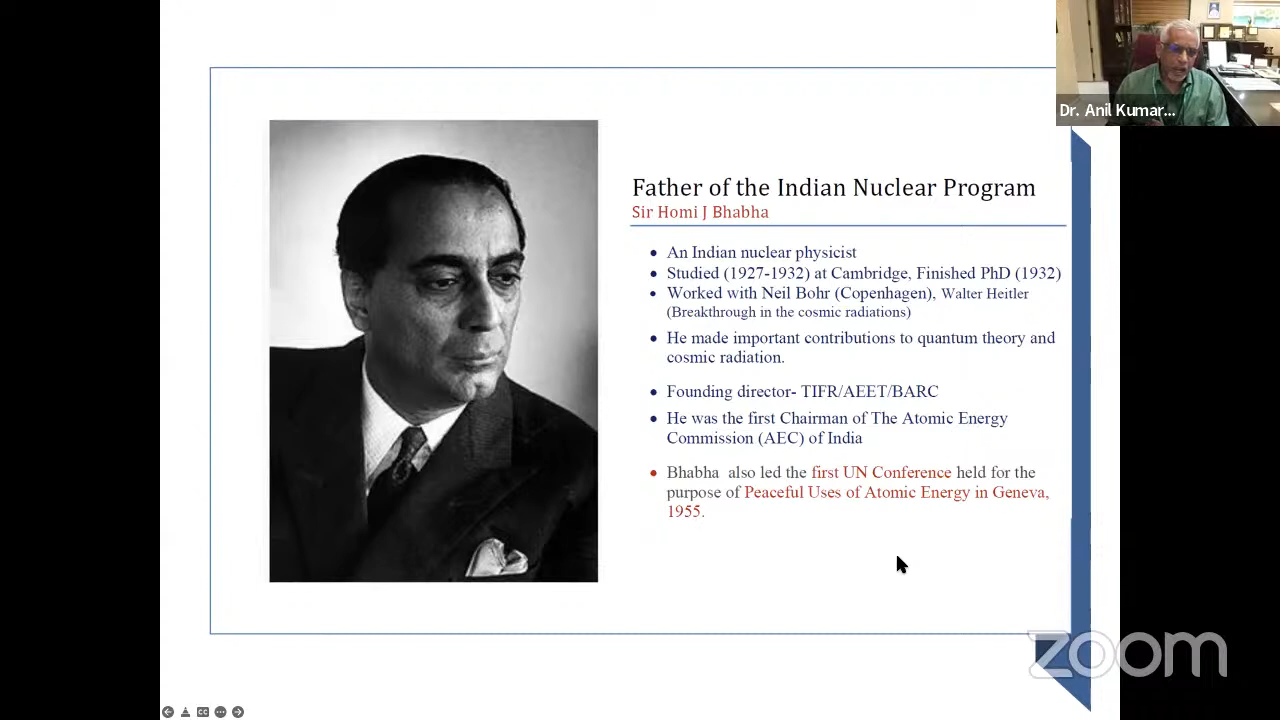 Dr. Anil Kumar...
Father of the Indian Nuclear Program
Sir Homi J Bhabha
• An Indian nuclear physicist
• Studied (1927-1932) at Cambridge, Finished PhD (1932)
• Worked with Neil Bohr (Copenhagen), Walter Heitler
(Breakthrough in the cosmic radiations)
• He made important contributions to quantum theory and
cosmic radiation.
• Founding director- TIFR/AEET/BARC
• He was the first Chairman of The Atomic Energy
Commission (AEC) of India
• Bhabha also led the first UN Conference held for the
purpose of Peaceful Uses of Atomic Energy in Geneva,
1955.
zoom
CC